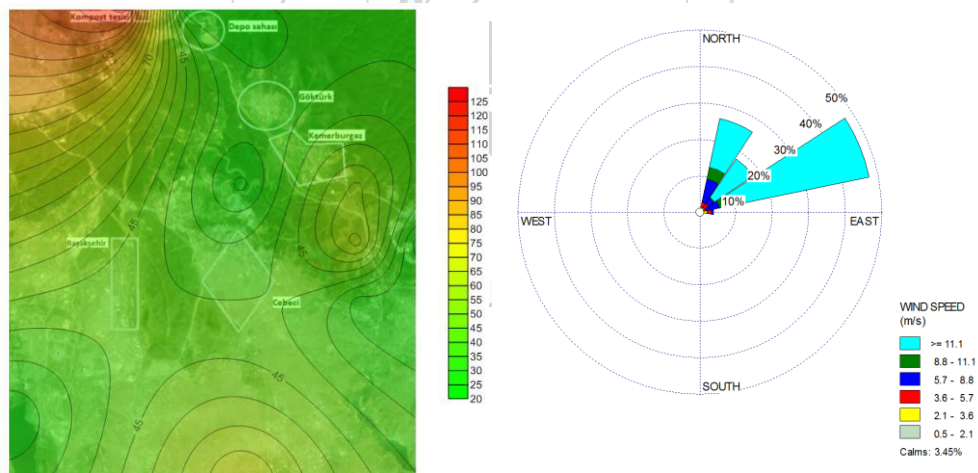 Kompost tesisi
Depo sahası
Göktürk
Kemerburgaz
Başakşehir
Cebeci
95
70
45
45
45
45
45
45
125
120
115
110
105
100
95
90
85
80
75
70
65
60
55
50
45
40
35
30
25
20
NORTH
50%
40%
30%
20%
10%
WEST
EAST
SOUTH
WIND SPEED
(m/s)
>= 11.1
8.8 - 11.1
5.7 - 8.8
3.6 - 5.7
2.1 - 3.6
0.5 - 2.1
Calms: 3.45%